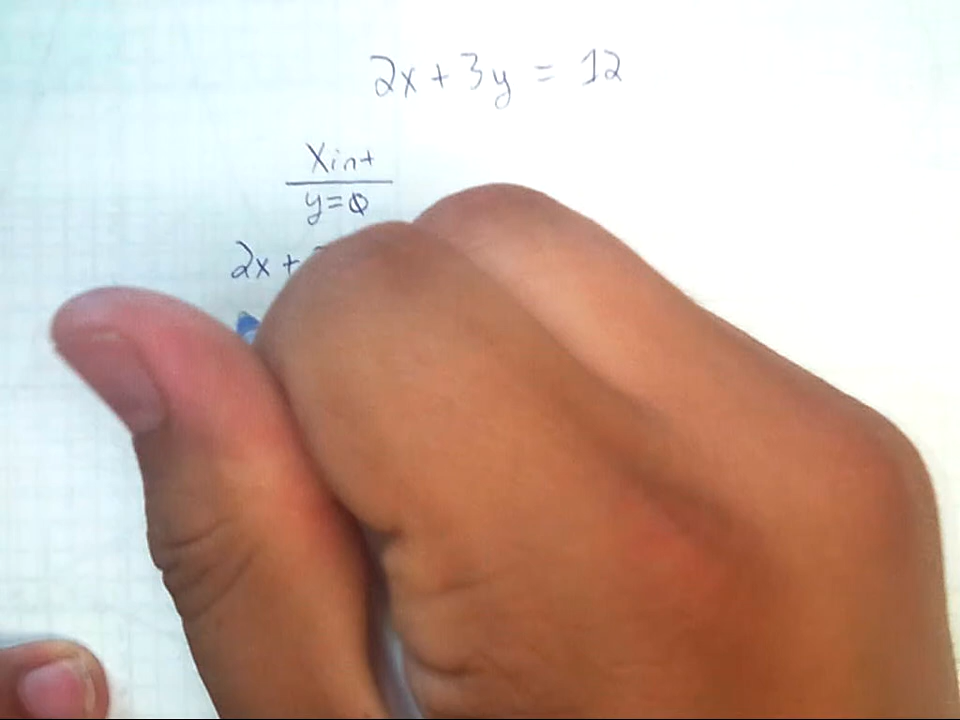 2x + 3y = 12
Xint
y=0
2x +